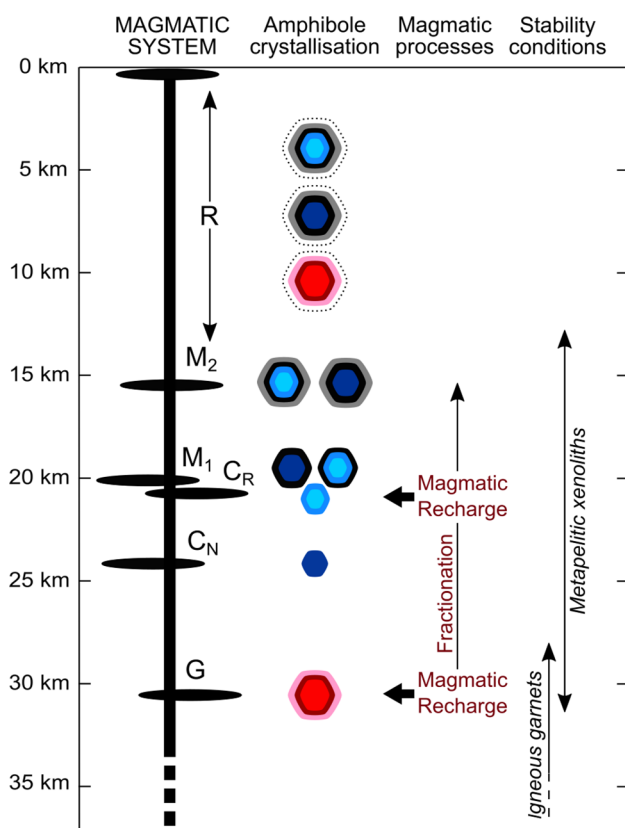 MAGMATIC
SYSTEM
Amphibole
crystallisation
Magmatic
processes
Stability
conditions
0 km
5 km
10 km
15 km
20 km
25 km
30 km
35 km
R
M2
M1
CR
CN
G
Magmatic
Recharge
Fractionation
Magmatic
Recharge
Metapelitic xenoliths
Igneous garnets